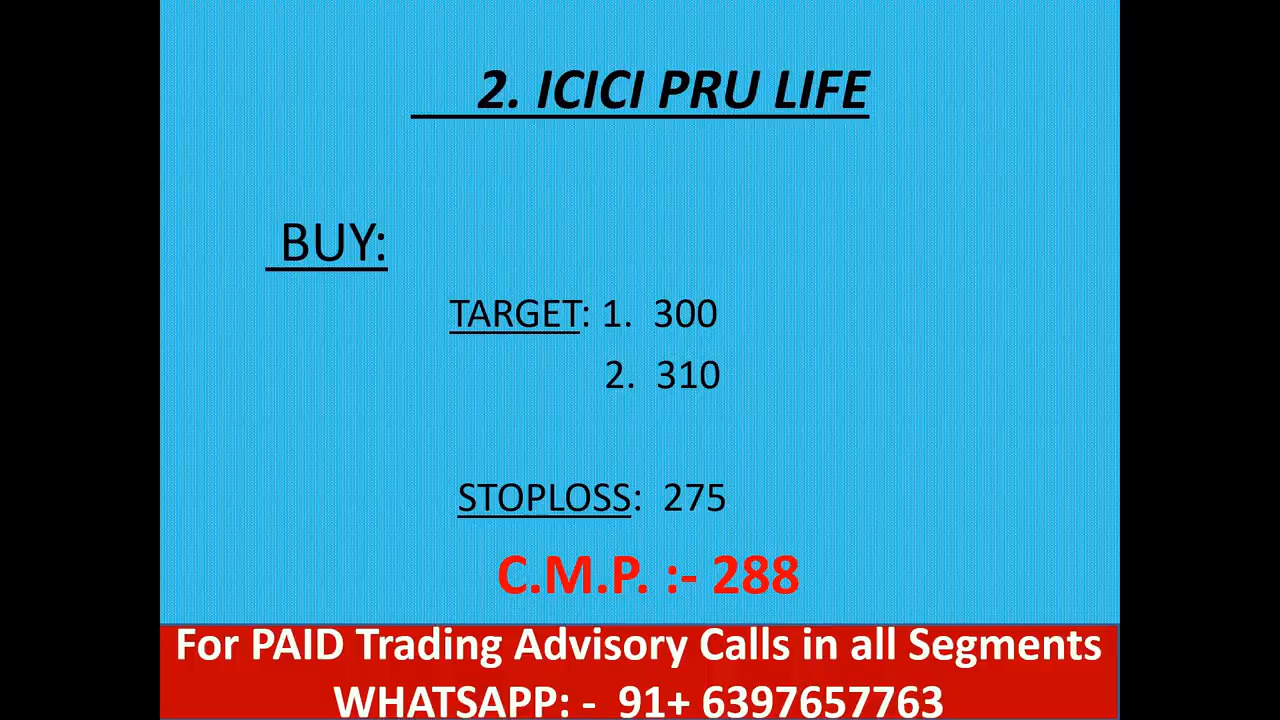 2. ICICI PRU LIFE
BUY:
TARGET: 1. 300
2. 310
STOPLOSS: 275
C.M.P. :- 288
For PAID Trading Advisory Calls in all Segments
WHATSAPP: - 91+ 6397657763